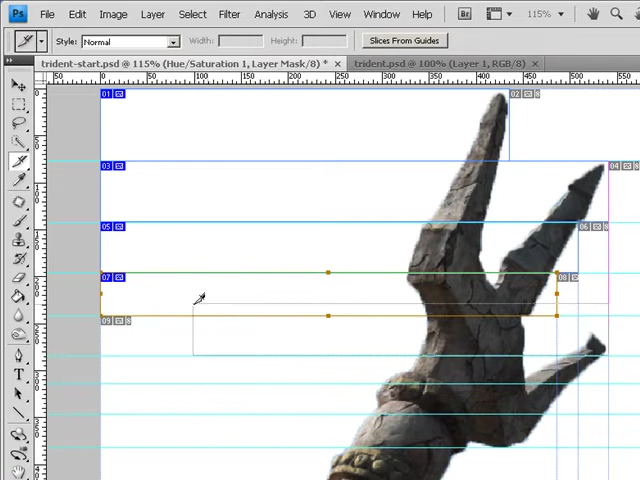 Ps File Edit Image Layer Select Filter Analysis 3D View Window Help Br 115%
Style: Normal Width: Height: Slices From Guides
trident-start.psd @ 115% (Hue/Saturation 1, Layer Mask/8) * × trident.psd @ 100% (Layer 1, RGB/8) ×
50 0 50 100 150 200 250 300 350 400 450 500 550
01 02
03 04
05 06
07 08
09
T